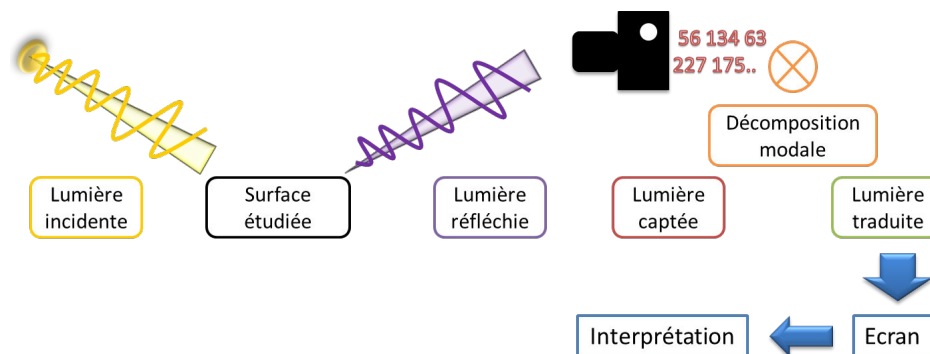 56 134 63
227 175..
Décomposition
modale
Lumière
incidente
Surface
étudiée
Lumière
réfléchie
Lumière
captée
Lumière
traduite
Interprétation
Ecran